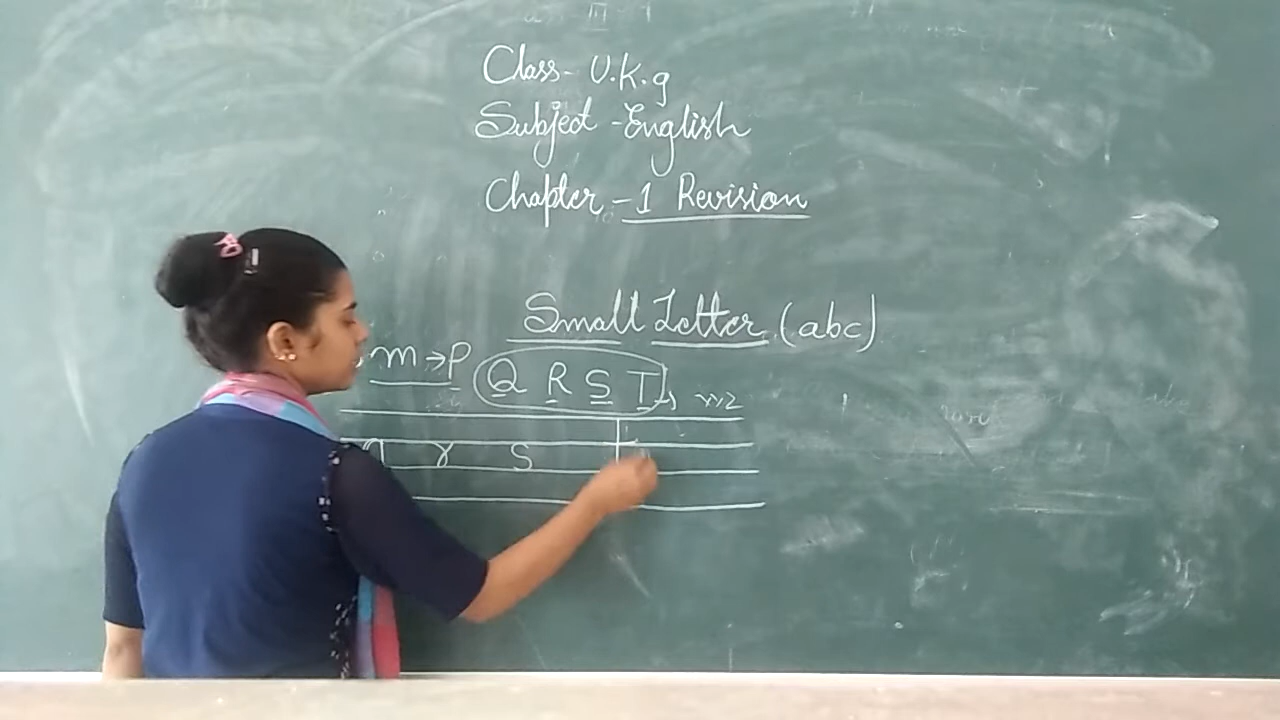 Class- U.K.g
Subject -English
Chapter -1 Revision
Small Letter (abc)
m→p Q R S T
q r s t